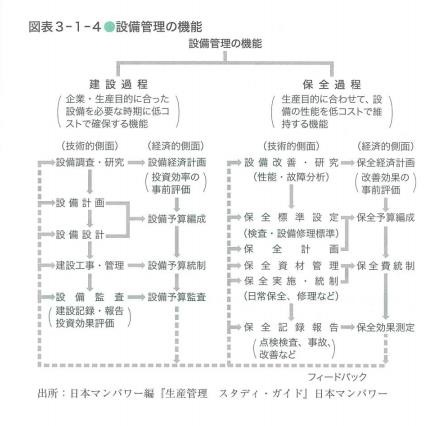 図表3-1-4●設備管理の機能
設備管理の機能
建設過程
(企業・生産目的に合った
設備を必要な時期に低コ
ストで確保する機能)
(技術的側面) (経済的側面)
設備調査・研究 設備経済計画
(投資効率の
事前評価)
設備計画
設備予算編成
設備設計
建設工事・管理 設備予算統制
設備監査 設備予算監査
(建設記録・報告
投資効果評価)
保全過程
(生産目的に合わせて、設
備の性能を低コストで維
持する機能)
(技術的側面) (経済的側面)
設備改善・研究 保全経済計画
(性能・故障分析) (改善効果の
事前評価)
保全標準設定 保全予算編成
(検査・設備修理標準)
保全計画
保全資材管理 保全費統制
保全実施・統制
(日常保全、修理など)
保全記録報告 保全効果測定
(点検検査、事故、
改善など)
フィードバック
出所：日本マンパワー編『生産管理 スタディ・ガイド』日本マンパワー